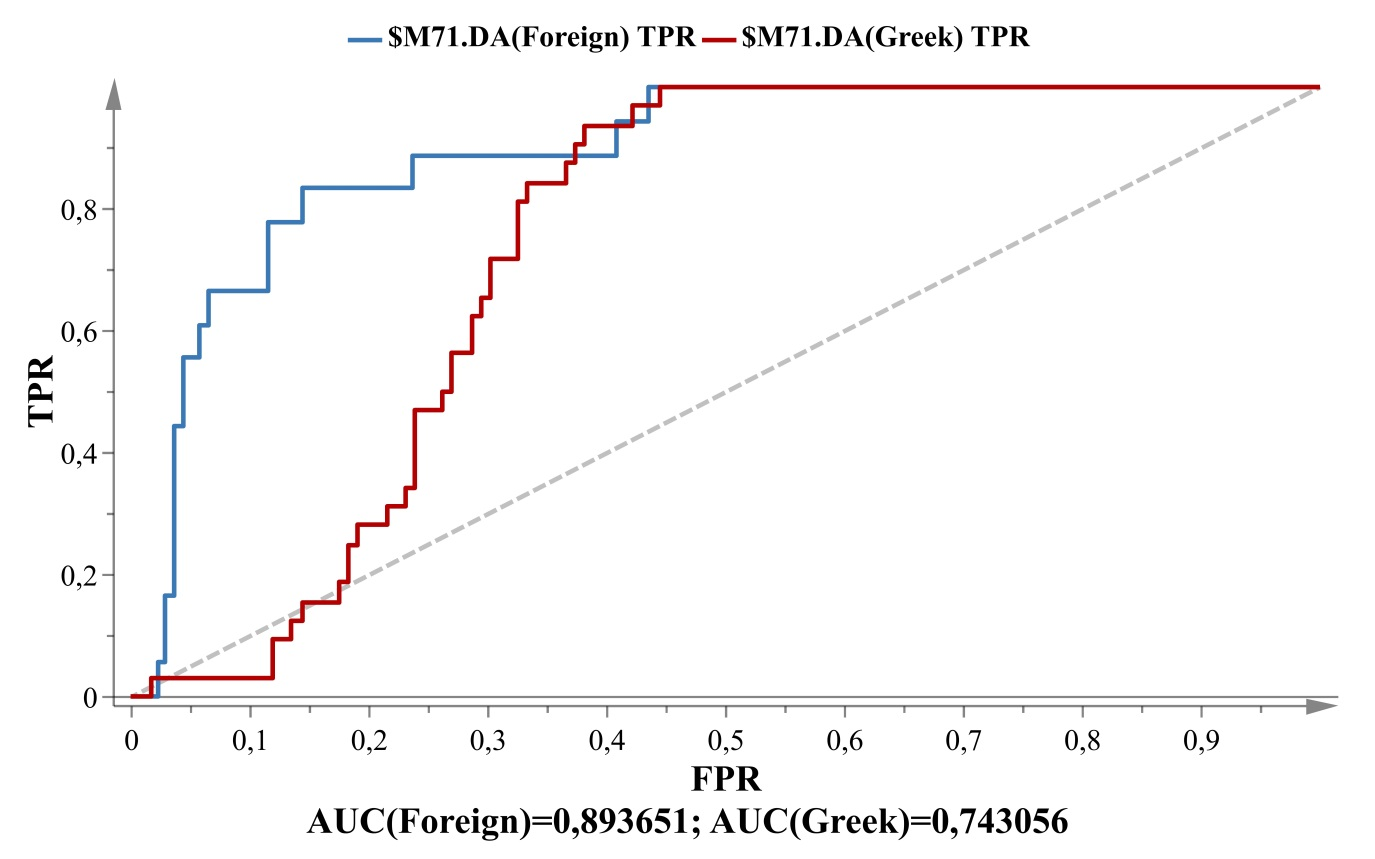 $M71.DA(Foreign) TPR $M71.DA(Greek) TPR
0,8
0,6
0,4
0,2
0
TPR
0 0,1 0,2 0,3 0,4 0,5 0,6 0,7 0,8 0,9
FPR
AUC(Foreign)=0,893651; AUC(Greek)=0,743056